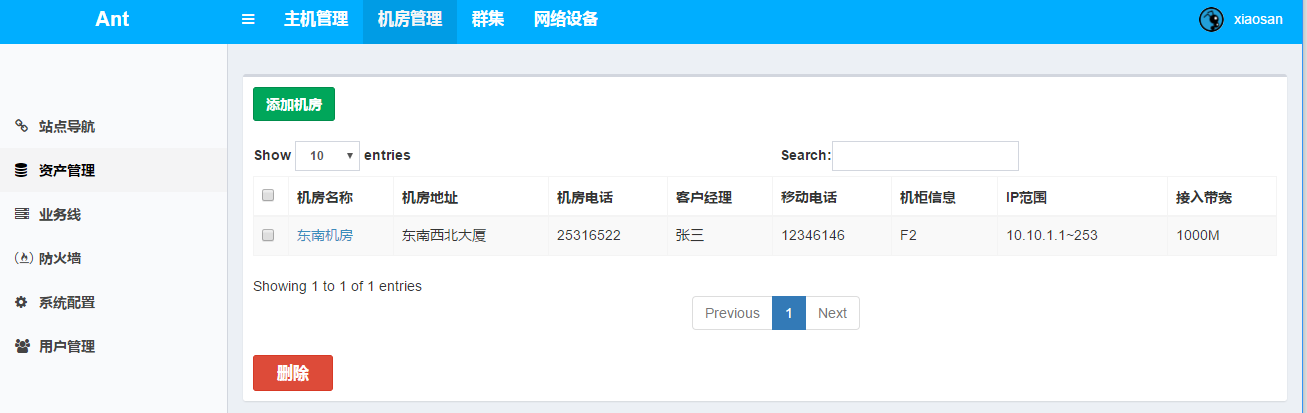 Ant 主机管理 机房管理 群集 网络设备 xiaosan
站点导航
资产管理
业务线
防火墙
系统配置
用户管理
添加机房
Show 10 entries Search:
机房名称 机房地址 机房电话 客户经理 移动电话 机柜信息 IP范围 接入带宽
东南机房 东南西北大厦 25316522 张三 12346146 F2 10.10.1.1~253 1000M
Showing 1 to 1 of 1 entries
Previous 1 Next
删除